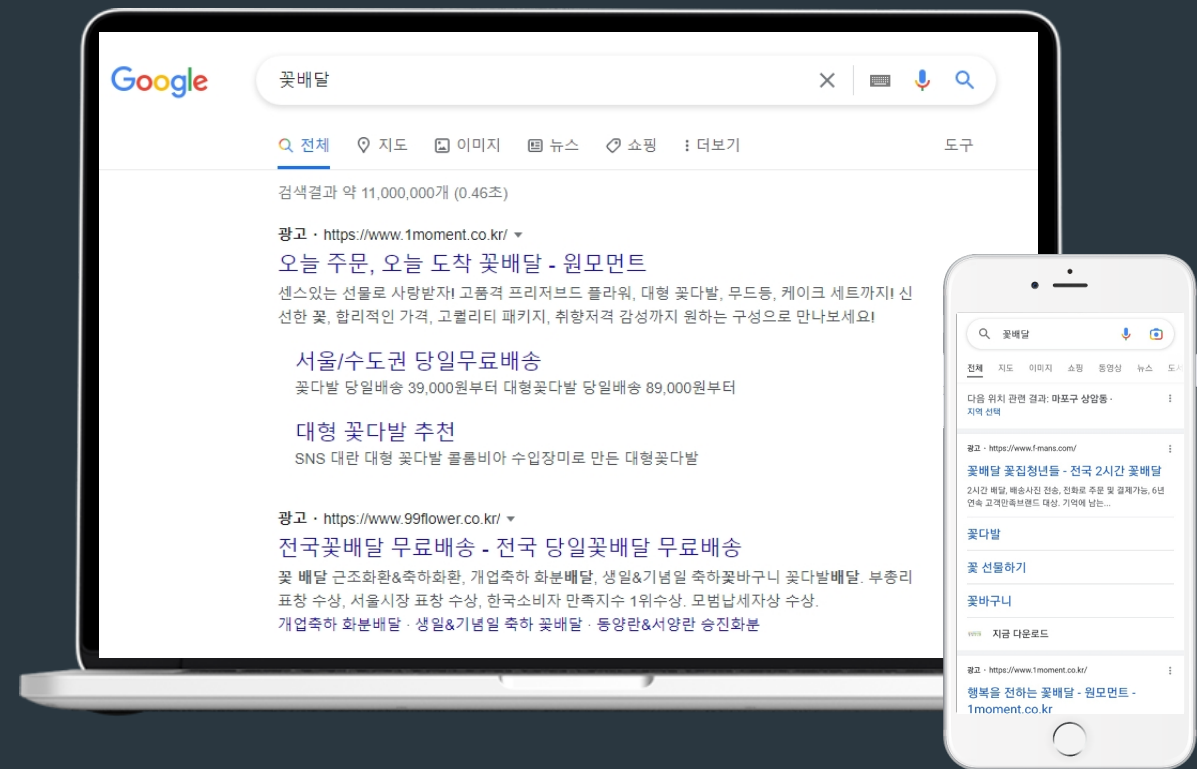 Google
꽃배달
전체 지도 이미지 뉴스 쇼핑 더보기 도구
검색결과 약 11,000,000개 (0.46초)
광고 · https://www.1moment.co.kr/
오늘 주문, 오늘 도착 꽃배달 - 원모먼트
센스있는 선물로 사랑받자! 고품격 프리저브드 플라워, 대형 꽃다발, 무드등, 케이크 세트까지! 신
선한 꽃, 합리적인 가격, 고퀄리티 패키지, 취향저격 감성까지 원하는 구성으로 만나보세요!
서울/수도권 당일무료배송
꽃다발 당일배송 39,000원부터 대형꽃다발 당일배송 89,000원부터
대형 꽃다발 추천
SNS 대란 대형 꽃다발 콜롬비아 수입장미로 만든 대형꽃다발
광고 · https://www.99flower.co.kr/
전국꽃배달 무료배송 - 전국 당일꽃배달 무료배송
꽃 배달 근조화환&축하화환, 개업축하 화분배달, 생일&기념일 축하꽃바구니 꽃다발배달. 부총리
표창 수상, 서울시장 표창 수상, 한국소비자 만족지수 1위수상. 모범납세자상 수상.
개업축하 화분배달 · 생일&기념일 축하 꽃배달 · 동양란&서양란 승진화분
꽃배달
전체 지도 이미지 쇼핑 동영상 뉴스
다음 위치 관련 결과: 마포구 상암동 ·
지역 선택
광고 · https://www.f-mans.com/
꽃배달 꽃집청년들 - 전국 2시간 꽃배달
2시간 배달, 배송사진 전송, 전화로 주문 및 결제가능, 6년
연속 고객만족브랜드 대상. 기억에 남는...
꽃다발
꽃 선물하기
꽃바구니
지금 다운로드
광고 · https://www.1moment.co.kr/
행복을 전하는 꽃배달 - 원모먼트 -
1moment.co.kr